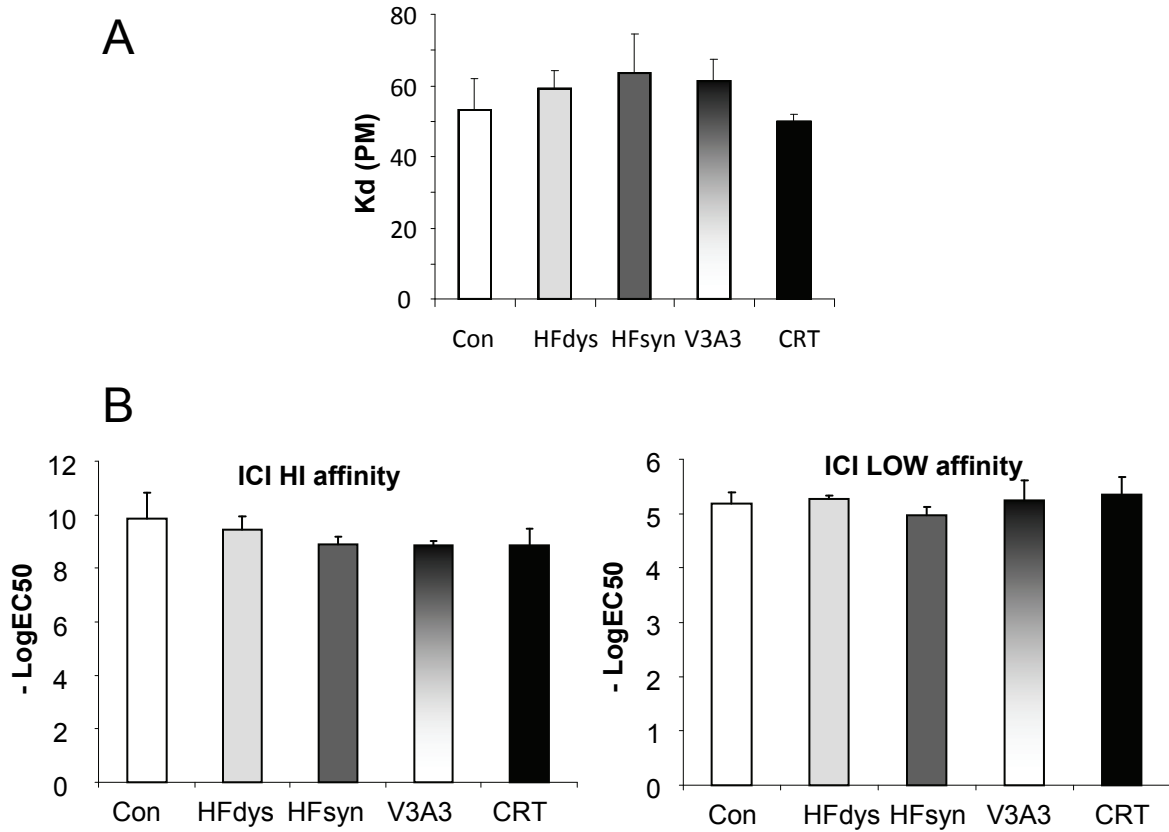 A
80
60
40
20
0
Kd (PM)
Con HFdys HFsyn V3A3 CRT
B
ICI HI affinity
12
10
8
6
4
2
0
- LogEC50
Con HFdys HFsyn V3A3 CRT
ICI LOW affinity
6
5
4
3
2
1
0
- LogEC50
Con HFdys HFsyn V3A3 CRT